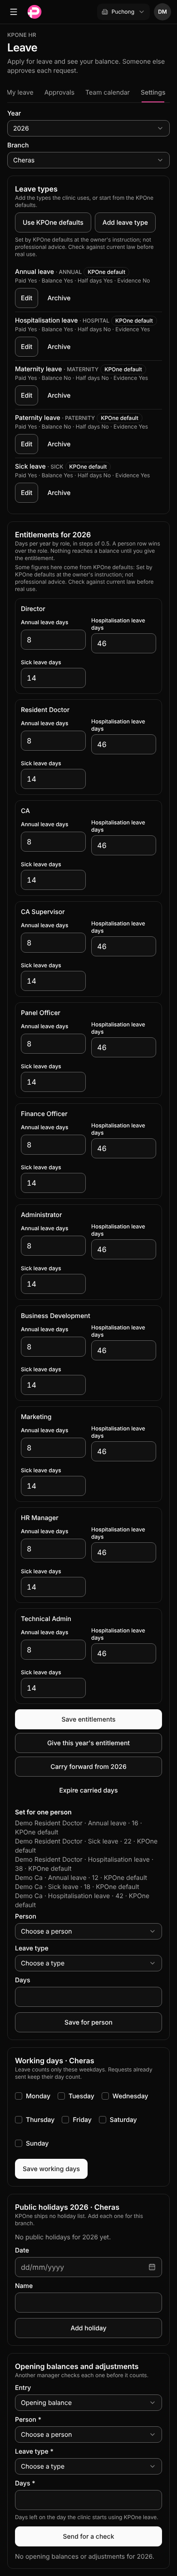 Puchong
DM
KPONE HR
Leave
Apply for leave and see your balance. Someone else
approves each request.
My leave
Approvals
Team calendar
Settings
Year
2026
Branch
Cheras
Leave types
Add the types the clinic uses, or start from the KPOne
defaults.
Use KPOne defaults
Add leave type
Set by KPOne defaults at the owner's instruction; not
professional advice. Check against current law before
real use.
Annual leave · ANNUAL KPOne default
Paid Yes · Balance Yes · Half days Yes · Evidence No
Edit
Archive
Hospitalisation leave · HOSPITAL KPOne default
Paid Yes · Balance Yes · Half days No · Evidence Yes
Edit
Archive
Maternity leave · MATERNITY KPOne default
Paid Yes · Balance No · Half days No · Evidence Yes
Edit
Archive
Paternity leave · PATERNITY KPOne default
Paid Yes · Balance No · Half days No · Evidence Yes
Edit
Archive
Sick leave · SICK KPOne default
Paid Yes · Balance Yes · Half days Yes · Evidence Yes
Edit
Archive
Entitlements for 2026
Days per year by role, in steps of 0.5. A person row wins
over the role. Nothing reaches a balance until you give
the entitlement.
Some figures here come from KPOne defaults: Set by
KPOne defaults at the owner's instruction; not
professional advice. Check against current law before
real use.
Director
Annual leave days
8
Hospitalisation leave
days
46
Sick leave days
14
Resident Doctor
Annual leave days
8
Hospitalisation leave
days
46
Sick leave days
14
CA
Annual leave days
8
Hospitalisation leave
days
46
Sick leave days
14
CA Supervisor
Annual leave days
8
Hospitalisation leave
days
46
Sick leave days
14
Panel Officer
Annual leave days
8
Hospitalisation leave
days
46
Sick leave days
14
Finance Officer
Annual leave days
8
Hospitalisation leave
days
46
Sick leave days
14
Administrator
Annual leave days
8
Hospitalisation leave
days
46
Sick leave days
14
Business Development
Annual leave days
8
Hospitalisation leave
days
46
Sick leave days
14
Marketing
Annual leave days
8
Hospitalisation leave
days
46
Sick leave days
14
HR Manager
Annual leave days
8
Hospitalisation leave
days
46
Sick leave days
14
Technical Admin
Annual leave days
8
Hospitalisation leave
days
46
Sick leave days
14
Save entitlements
Give this year's entitlement
Carry forward from 2026
Expire carried days
Set for one person
Demo Resident Doctor · Annual leave · 16 ·
KPOne default
Demo Resident Doctor · Sick leave · 22 · KPOne
default
Demo Resident Doctor · Hospitalisation leave ·
38 · KPOne default
Demo Ca · Annual leave · 12 · KPOne default
Demo Ca · Sick leave · 18 · KPOne default
Demo Ca · Hospitalisation leave · 42 · KPOne
default
Person
Choose a person
Leave type
Choose a type
Days
Save for person
Working days · Cheras
Leave counts only these weekdays. Requests already
sent keep their day count.
Monday
Tuesday
Wednesday
Thursday
Friday
Saturday
Sunday
Save working days
Public holidays 2026 · Cheras
KPOne ships no holiday list. Add each one for this
branch.
No public holidays for 2026 yet.
Date
dd/mm/yyyy
Name
Add holiday
Opening balances and adjustments
Another manager checks each one before it counts.
Entry
Opening balance
Person *
Choose a person
Leave type *
Choose a type
Days *
Days left on the day the clinic starts using KPOne leave.
Send for a check
No opening balances or adjustments for 2026.